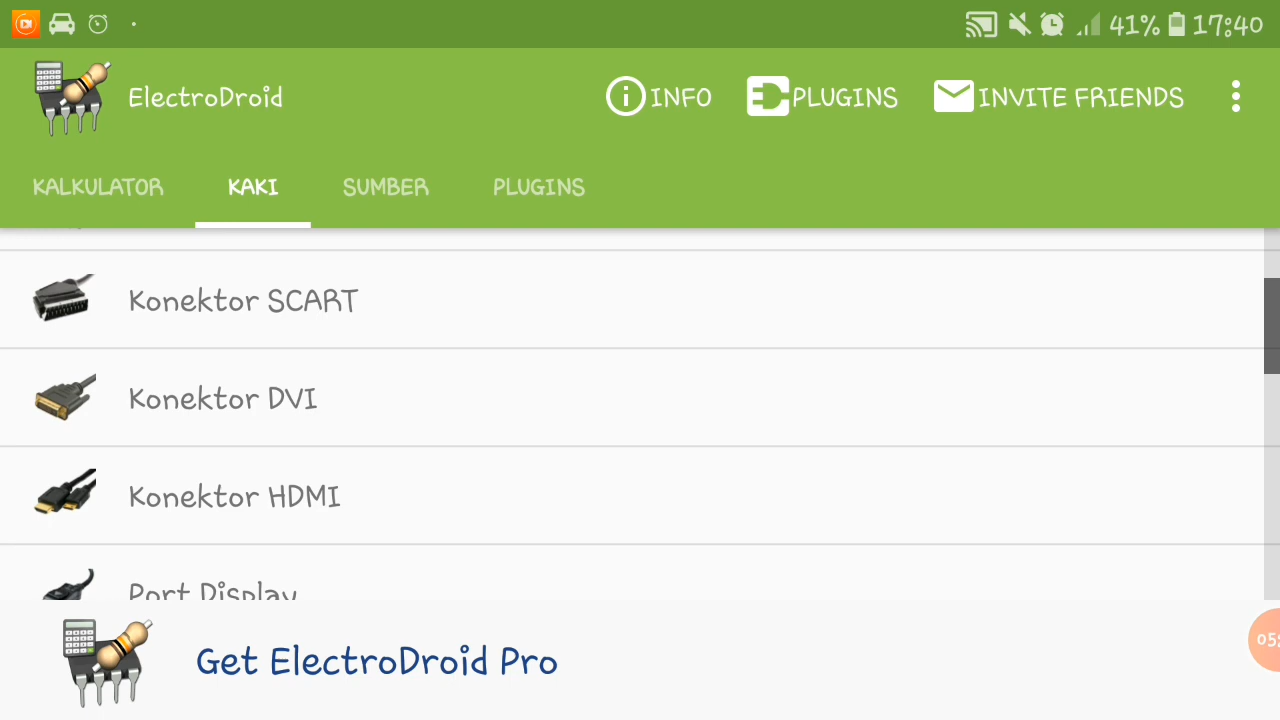 41% 17:40
ElectroDroid INFO PLUGINS INVITE FRIENDS
KALKULATOR KAKI SUMBER PLUGINS
Konektor SCART
Konektor DVI
Konektor HDMI
Port Display
Get ElectroDroid Pro
05: